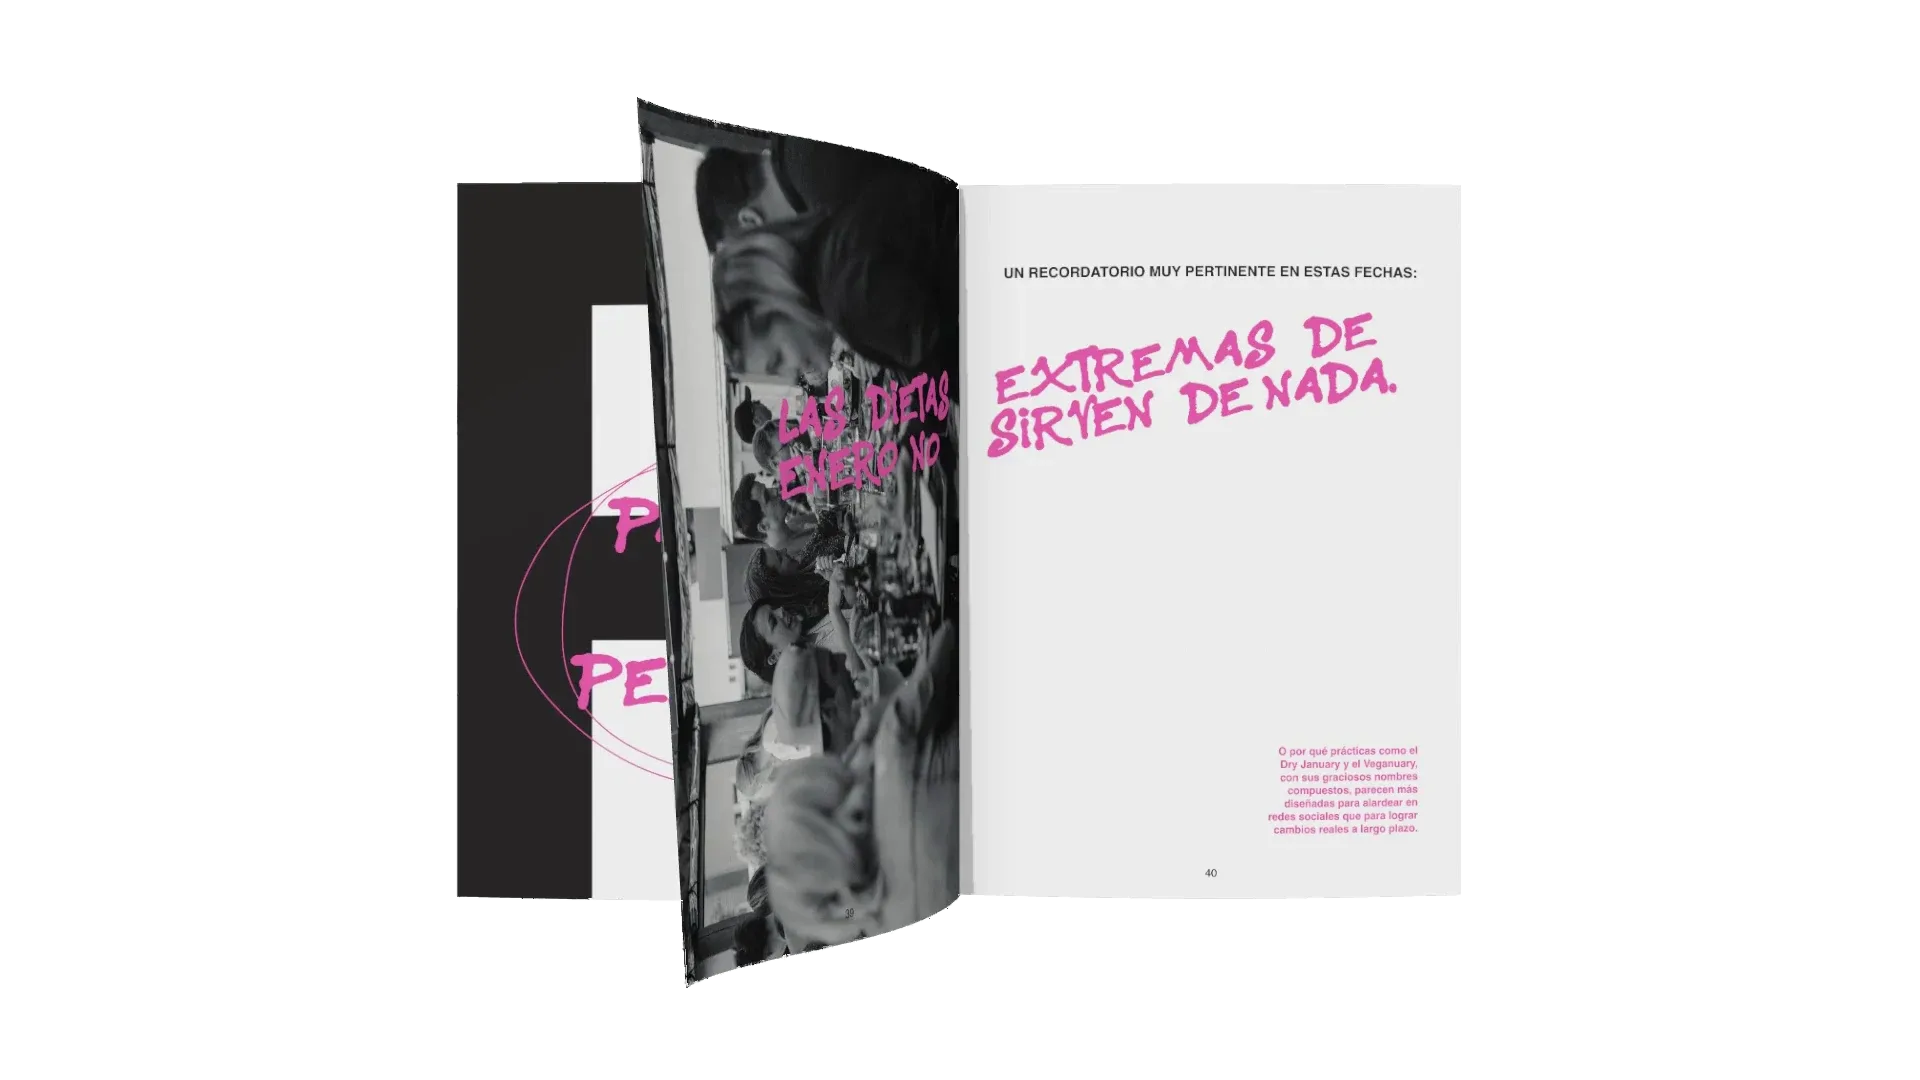 PE
LAS DIETAS
ENERO NO
39
UN RECORDATORIO MUY PERTINENTE EN ESTAS FECHAS:
EXTREMAS DE
SIRVEN DE NADA.
O por qué prácticas como el
Dry January y el Veganuary,
con sus graciosos nombres
compuestos, parecen más
diseñadas para alardear en
redes sociales que para lograr
cambios reales a largo plazo.
40